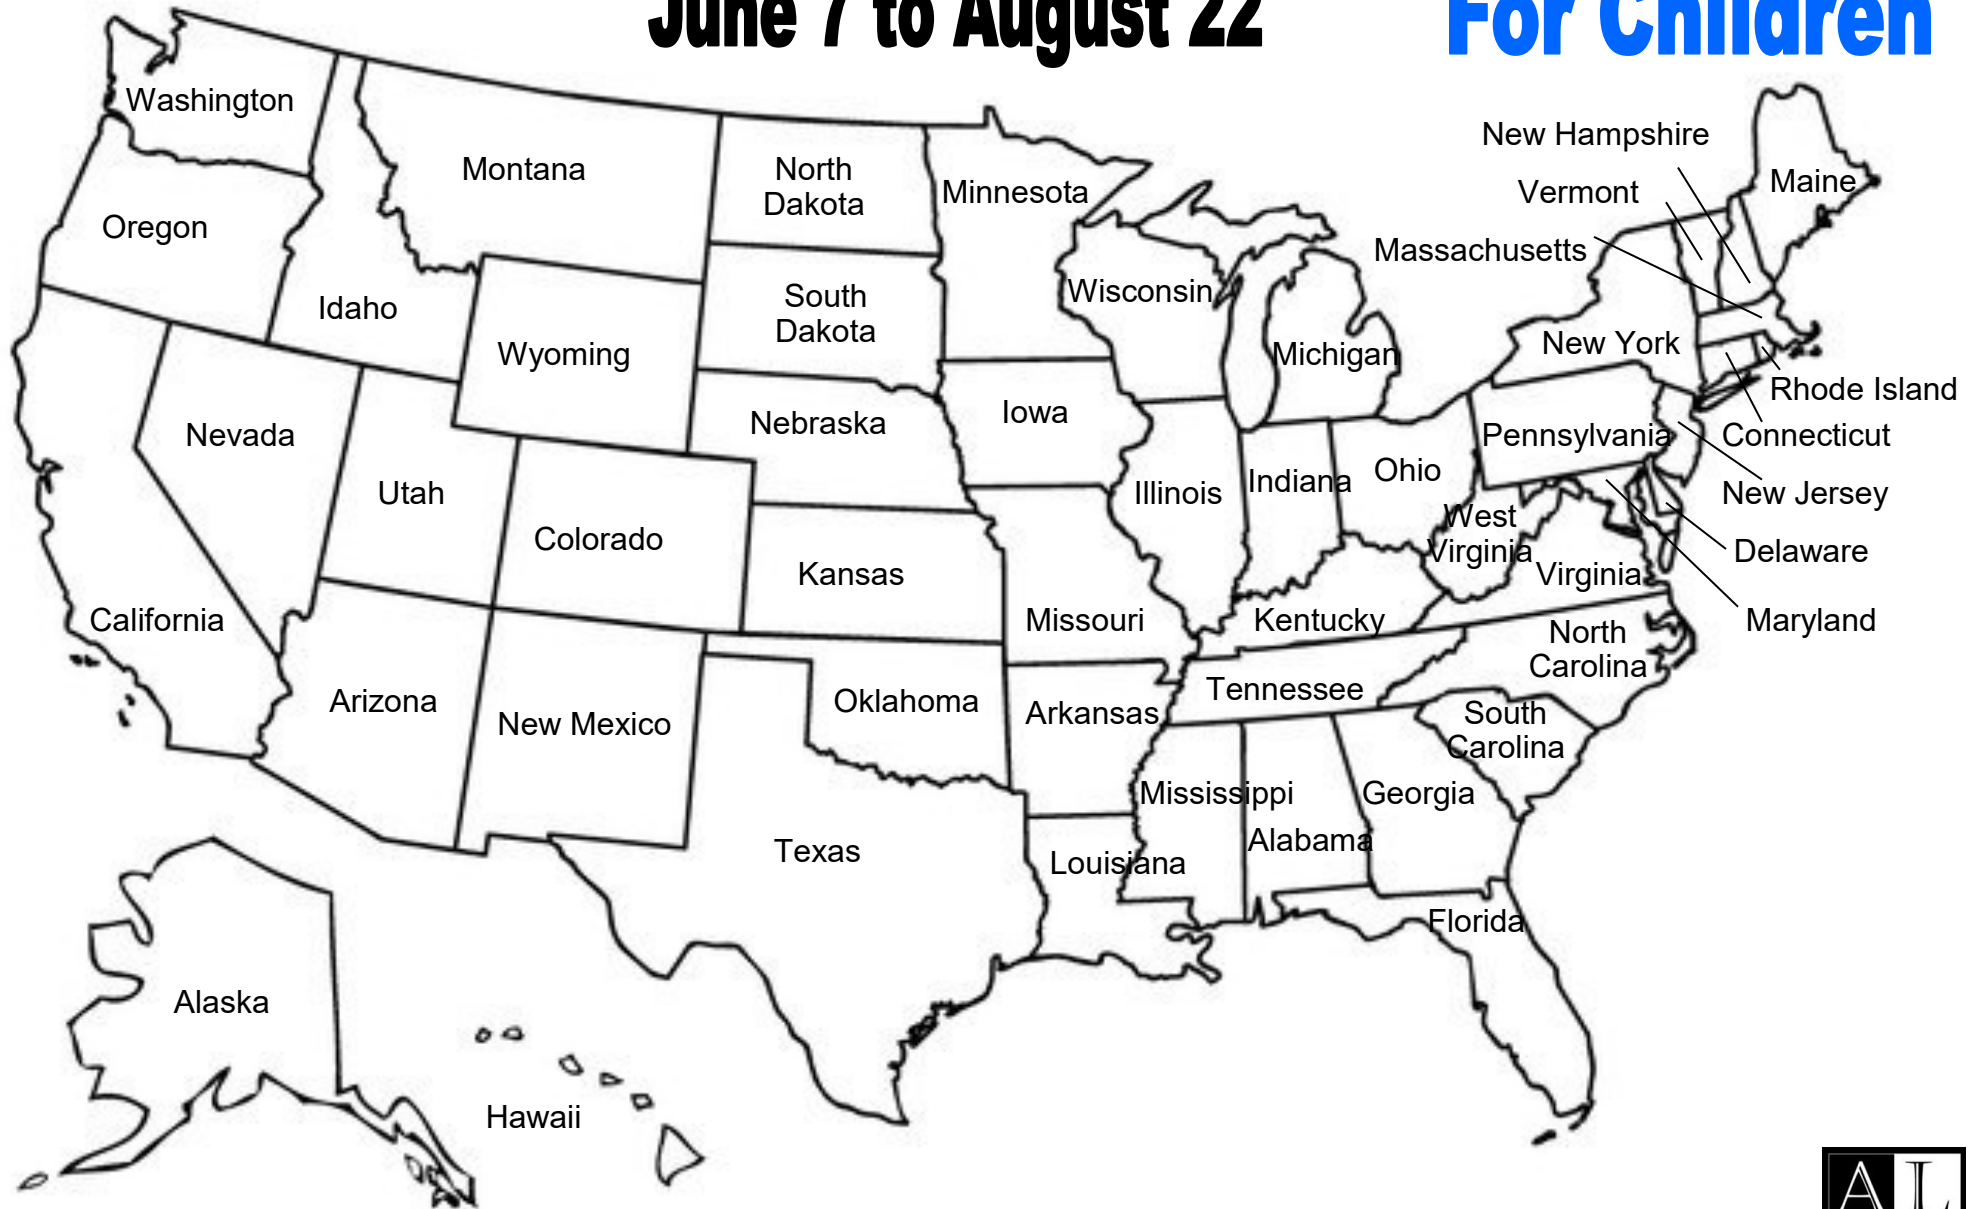 June 7 to August 22
For Children
Washington
Montana
North
Dakota
Minnesota
New Hampshire
Vermont
Maine
Oregon
Massachusetts
Idaho
South
Dakota
Wisconsin
Wyoming
Michigan
New York
Rhode Island
Nevada
Nebraska
Iowa
Pennsylvania
Connecticut
Utah
Illinois
Indiana
Ohio
New Jersey
Colorado
West
Virginia
Delaware
Kansas
Virginia
California
Missouri
Kentucky
Maryland
North
Carolina
Arizona
New Mexico
Oklahoma
Arkansas
Tennessee
South
Carolina
Mississippi
Georgia
Alabama
Texas
Louisiana
Florida
Alaska
Hawaii
AL